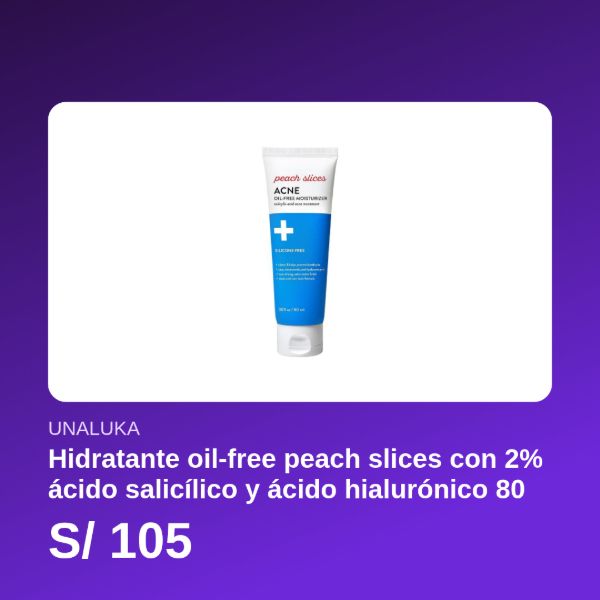 peach slices
ACNE
OIL-FREE MOISTURIZER
salicylic acid acne treatment
SILICONE FREE
UNALUKA
Hidratante oil-free peach slices con 2%
ácido salicílico y ácido hialurónico 80
S/ 105